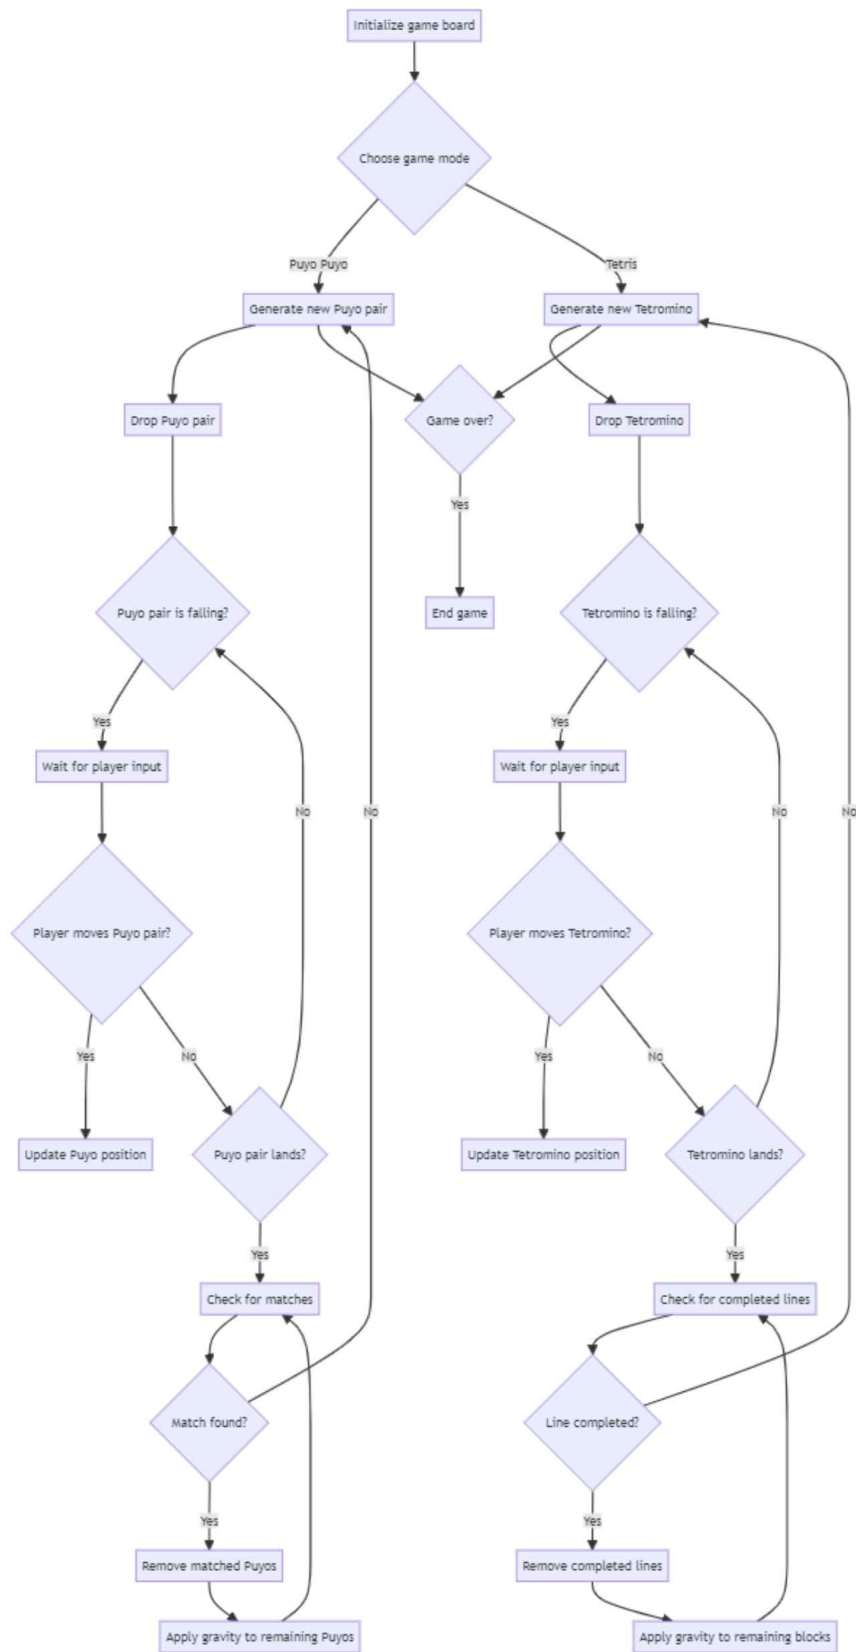 Initialize game board
Choose game mode
Puyo Puyo
Tetris
Generate new Puyo pair
Generate new Tetromino
Drop Puyo pair
Game over?
Drop Tetromino
Yes
Puyo pair is falling?
End game
Tetromino is falling?
Yes
Yes
Wait for player input
Wait for player input
No
No
No
No
Player moves Puyo pair?
Player moves Tetromino?
Yes
No
Yes
No
Update Puyo position
Puyo pair lands?
Update Tetromino position
Tetromino lands?
Yes
Yes
Check for matches
Check for completed lines
Match found?
Line completed?
Yes
Yes
Remove matched Puyos
Remove completed lines
Apply gravity to remaining Puyos
Apply gravity to remaining blocks